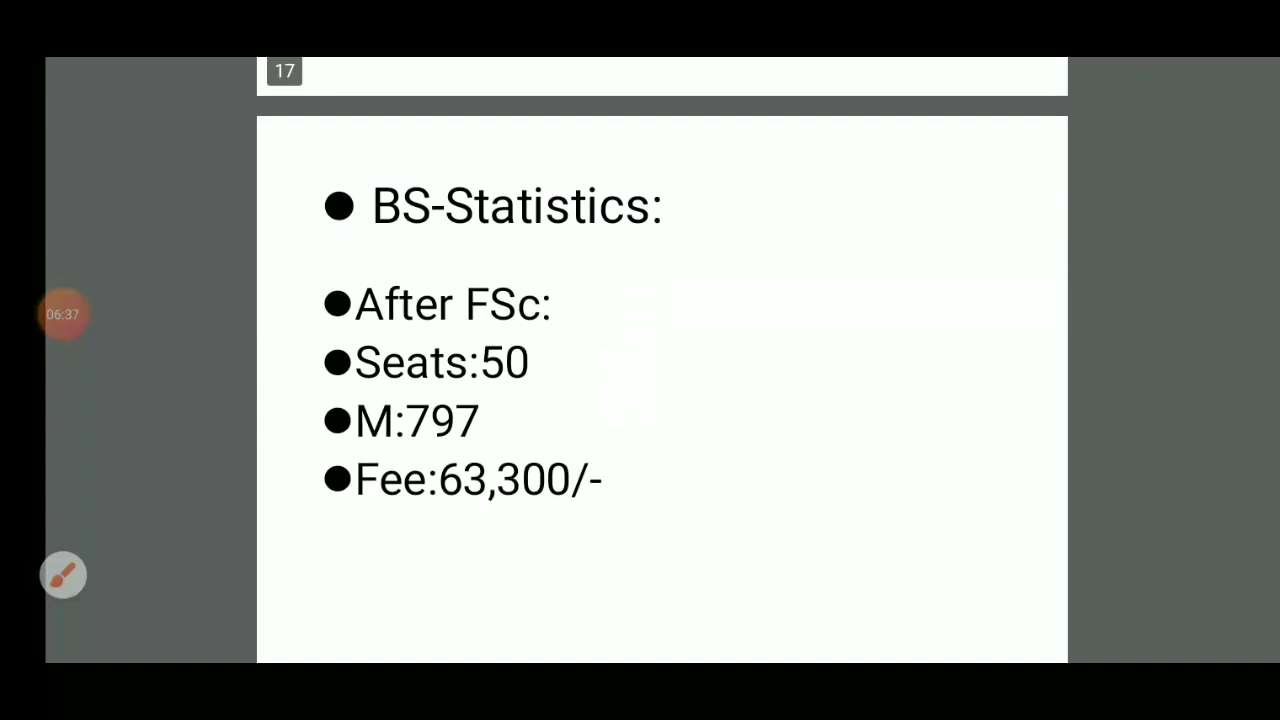 17
● BS-Statistics:
●After FSc:
●Seats:50
●M:797
●Fee:63,300/-
06:37